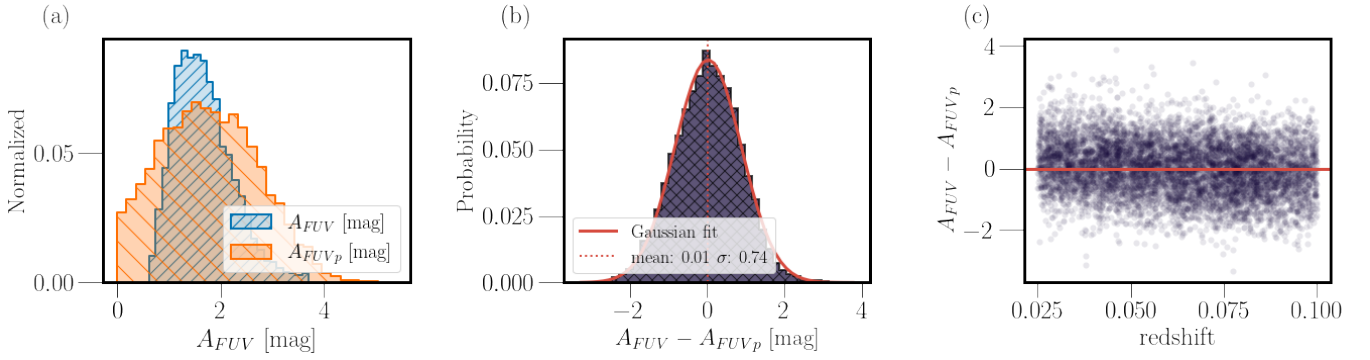 (a)
Normalized
0.05
0.00
0
2
4
A_{FUV} [mag]
A_{FUV} [mag]
A_{FUVp} [mag]
(b)
Probability
0.075
0.050
0.025
0.000
−2
0
2
4
A_{FUV} − A_{FUVp} [mag]
Gaussian fit
mean: 0.01 σ: 0.74
(c)
A_{FUV} − A_{FUVp}
4
2
0
−2
0.025
0.050
0.075
0.100
redshift